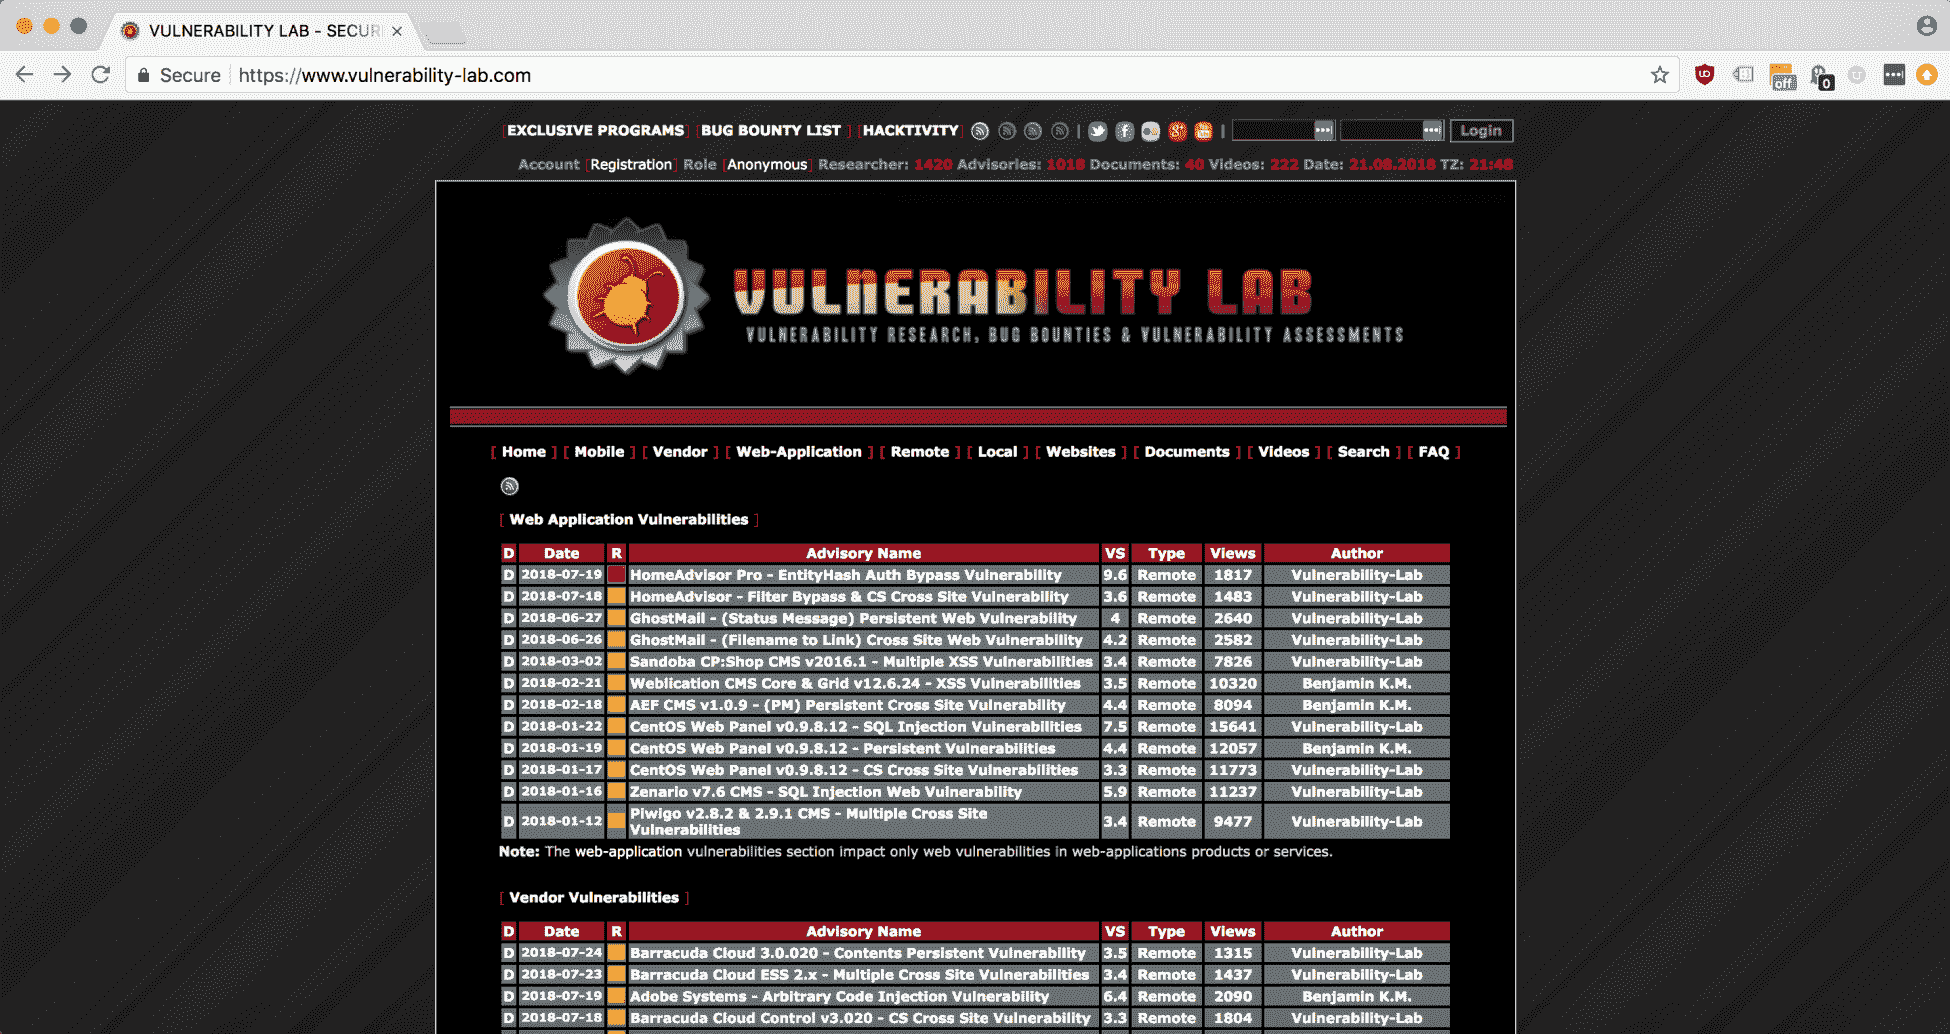 VULNERABILITY LAB - SECUR
Secure https://www.vulnerability-lab.com
off 0
EXCLUSIVE PROGRAMS] [BUG BOUNTY LIST ] [HACKTIVITY] | | Login
Account [Registration] Role [Anonymous] Researcher: 1420 Advisories: 1018 Documents: 40 Videos: 222 Date: 21.08.2018 TZ: 21:48
VULNERABILITY LAB
VULNERABILITY RESEARCH, BUG BOUNTIES & VULNERABILITY ASSESSMENTS
[ Home ] [ Mobile ] [ Vendor ] [ Web-Application ] [ Remote ] [ Local ] [ Websites ] [ Documents ] [ Videos ] [ Search ] [ FAQ ]
[ Web Application Vulnerabilities ]
D Date R Advisory Name VS Type Views Author
D 2018-07-19 HomeAdvisor Pro - EntityHash Auth Bypass Vulnerability 9.6 Remote 1817 Vulnerability-Lab
D 2018-07-18 HomeAdvisor - Filter Bypass & CS Cross Site Vulnerability 3.6 Remote 1483 Vulnerability-Lab
D 2018-06-27 GhostMail - (Status Message) Persistent Web Vulnerability 4 Remote 2640 Vulnerability-Lab
D 2018-06-26 GhostMail - (Filename to Link) Cross Site Web Vulnerability 4.2 Remote 2582 Vulnerability-Lab
D 2018-03-02 Sandoba CP:Shop CMS v2016.1 - Multiple XSS Vulnerabilities 3.4 Remote 7826 Vulnerability-Lab
D 2018-02-21 Weblication CMS Core & Grid v12.6.24 - XSS Vulnerabilities 3.5 Remote 10320 Benjamin K.M.
D 2018-02-18 AEF CMS v1.0.9 - (PM) Persistent Cross Site Vulnerability 4.4 Remote 8094 Benjamin K.M.
D 2018-01-22 CentOS Web Panel v0.9.8.12 - SQL Injection Vulnerabilities 7.5 Remote 15641 Vulnerability-Lab
D 2018-01-19 CentOS Web Panel v0.9.8.12 - Persistent Vulnerabilities 4.4 Remote 12057 Benjamin K.M.
D 2018-01-17 CentOS Web Panel v0.9.8.12 - CS Cross Site Vulnerabilities 3.3 Remote 11773 Vulnerability-Lab
D 2018-01-16 Zenario v7.6 CMS - SQL Injection Web Vulnerability 5.9 Remote 11237 Vulnerability-Lab
D 2018-01-12 Piwigo v2.8.2 & 2.9.1 CMS - Multiple Cross Site
Vulnerabilities 3.4 Remote 9477 Vulnerability-Lab
Note: The web-application vulnerabilities section impact only web vulnerabilities in web-applications products or services.
[ Vendor Vulnerabilities ]
D Date R Advisory Name VS Type Views Author
D 2018-07-24 Barracuda Cloud 3.0.020 - Contents Persistent Vulnerability 3.5 Remote 1315 Vulnerability-Lab
D 2018-07-23 Barracuda Cloud ESS 2.x - Multiple Cross Site Vulnerabilities 3.4 Remote 1437 Vulnerability-Lab
D 2018-07-19 Adobe Systems - Arbitrary Code Injection Vulnerability 6.4 Remote 2090 Benjamin K.M.
D 2018-07-18 Barracuda Cloud Control v3.020 - CS Cross Site Vulnerability 3.3 Remote 1804 Vulnerability-Lab